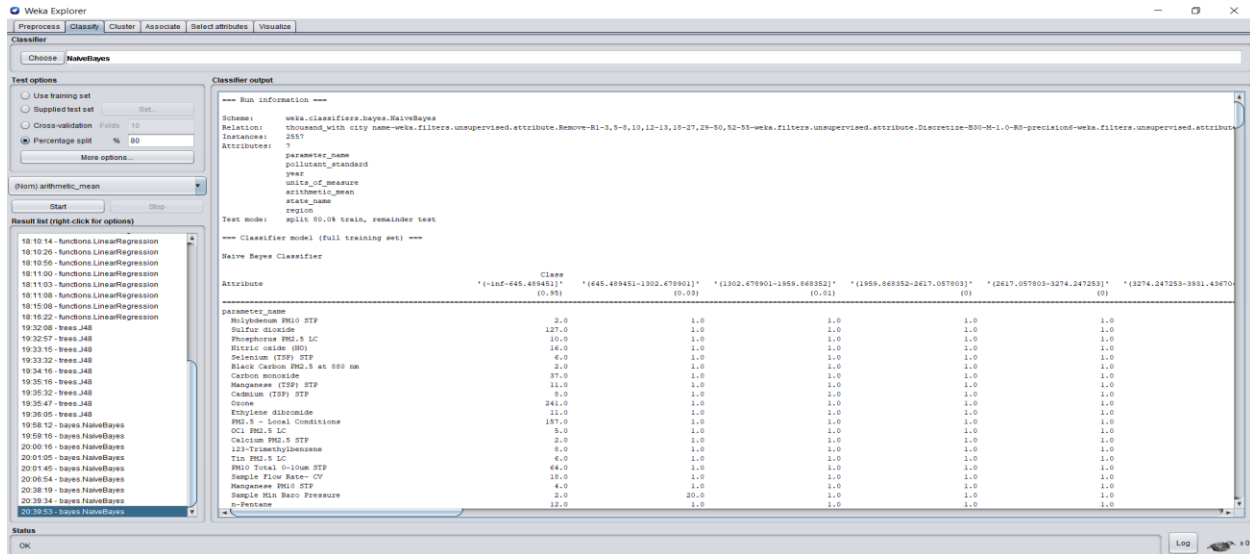 Weka Explorer
Preprocess Classify Cluster Associate Select attributes Visualize
Classifier
Choose NaiveBayes
Test options
Use training set
Supplied test set Set...
Cross-validation Folds 10
Percentage split % 80
More options...
(Nom) arithmetic_mean
Start Stop
Result list (right-click for options)
18:10:14 - functions.LinearRegression
18:10:26 - functions.LinearRegression
18:10:56 - functions.LinearRegression
18:11:00 - functions.LinearRegression
18:11:03 - functions.LinearRegression
18:11:08 - functions.LinearRegression
18:15:08 - functions.LinearRegression
18:16:22 - functions.LinearRegression
19:32:08 - trees.J48
19:32:57 - trees.J48
19:33:15 - trees.J48
19:33:32 - trees.J48
19:34:16 - trees.J48
19:35:16 - trees.J48
19:35:32 - trees.J48
19:35:47 - trees.J48
19:36:05 - trees.J48
19:58:12 - bayes.NaiveBayes
19:59:16 - bayes.NaiveBayes
20:00:16 - bayes.NaiveBayes
20:01:05 - bayes.NaiveBayes
20:01:45 - bayes.NaiveBayes
20:06:54 - bayes.NaiveBayes
20:38:19 - bayes.NaiveBayes
20:39:34 - bayes.NaiveBayes
20:39:53 - bayes.NaiveBayes
Classifier output
=== Run information ===
Scheme: weka.classifiers.bayes.NaiveBayes
Relation: thousand_with city name-weka.filters.unsupervised.attribute.Remove-R1-3,5-8,10,12-13,18-27,29-50,52-55-weka.filters.unsupervised.attribute.Discretize-B30-M-1.0-R5-precision6-weka.filters.unsupervised.attribut
Instances: 2557
Attributes: 7
parameter_name
pollutant_standard
year
units_of_measure
arithmetic_mean
state_name
region
Test mode: split 80.0% train, remainder test
=== Classifier model (full training set) ===
Naive Bayes Classifier
Class
Attribute '(-inf-645.489451]' '(645.489451-1302.678901]' '(1302.678901-1959.868352]' '(1959.868352-2617.057803]' '(2617.057803-3274.247253]' '(3274.247253-3931.43670
(0.95) (0.03) (0.01) (0) (0)
parameter_name
Molybdenum PM10 STP 2.0 1.0 1.0 1.0 1.0
Sulfur dioxide 127.0 1.0 1.0 1.0 1.0
Phosphorus PM2.5 LC 10.0 1.0 1.0 1.0 1.0
Nitric oxide (NO) 16.0 1.0 1.0 1.0 1.0
Selenium (TSP) STP 6.0 1.0 1.0 1.0 1.0
Black Carbon PM2.5 at 880 nm 2.0 1.0 1.0 1.0 1.0
Carbon monoxide 37.0 1.0 1.0 1.0 1.0
Manganese (TSP) STP 11.0 1.0 1.0 1.0 1.0
Cadmium (TSP) STP 8.0 1.0 1.0 1.0 1.0
Ozone 241.0 1.0 1.0 1.0 1.0
Ethylene dibromide 11.0 1.0 1.0 1.0 1.0
PM2.5 - Local Conditions 157.0 1.0 1.0 1.0 1.0
OC1 PM2.5 LC 5.0 1.0 1.0 1.0 1.0
Calcium PM2.5 STP 2.0 1.0 1.0 1.0 1.0
123-Trimethylbenzene 8.0 1.0 1.0 1.0 1.0
Tin PM2.5 LC 6.0 1.0 1.0 1.0 1.0
PM10 Total 0-10um STP 64.0 1.0 1.0 1.0 1.0
Sample Flow Rate- CV 18.0 1.0 1.0 1.0 1.0
Manganese PM10 STP 4.0 1.0 1.0 1.0 1.0
Sample Min Baro Pressure 2.0 20.0 1.0 1.0 1.0
n-Pentane 12.0 1.0 1.0 1.0 1.0
Status
OK
Log x 0